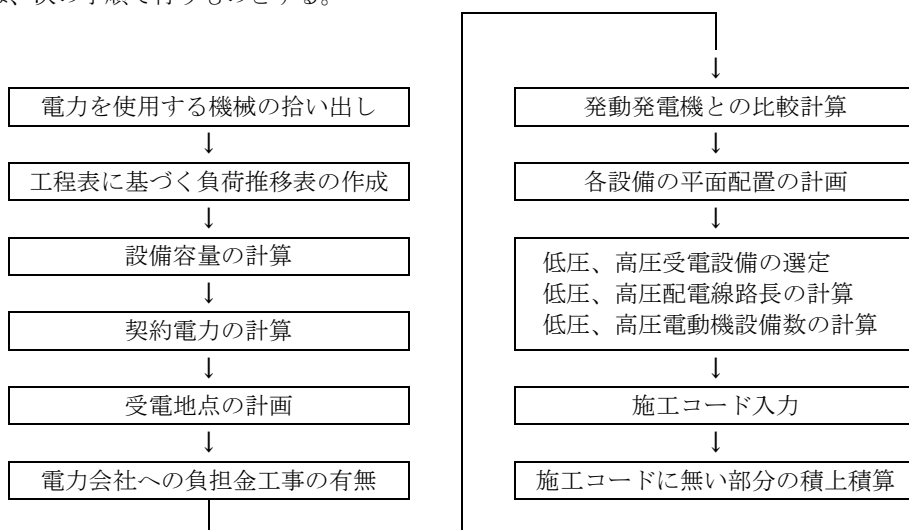 次の手順で行うものとする。
電力を使用する機械の拾い出し
↓
工程表に基づく負荷推移表の作成
↓
設備容量の計算
↓
契約電力の計算
↓
受電地点の計画
↓
電力会社への負担金工事の有無
↓
発動発電機との比較計算
↓
各設備の平面配置の計画
↓
低圧、高圧受電設備の選定
低圧、高圧配電線路長の計算
低圧、高圧電動機設備数の計算
↓
施工コード入力
↓
施工コードに無い部分の積上積算